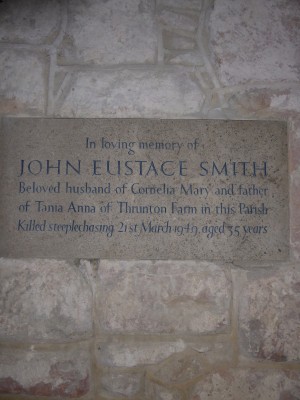 In loving memory of
JOHN EUSTACE SMITH
Beloved husband of Cornelia Mary and father
of Tania Anna of Thrunton Farm in this Parish
Killed steeplechasing, 21st March 1949, aged 35 years